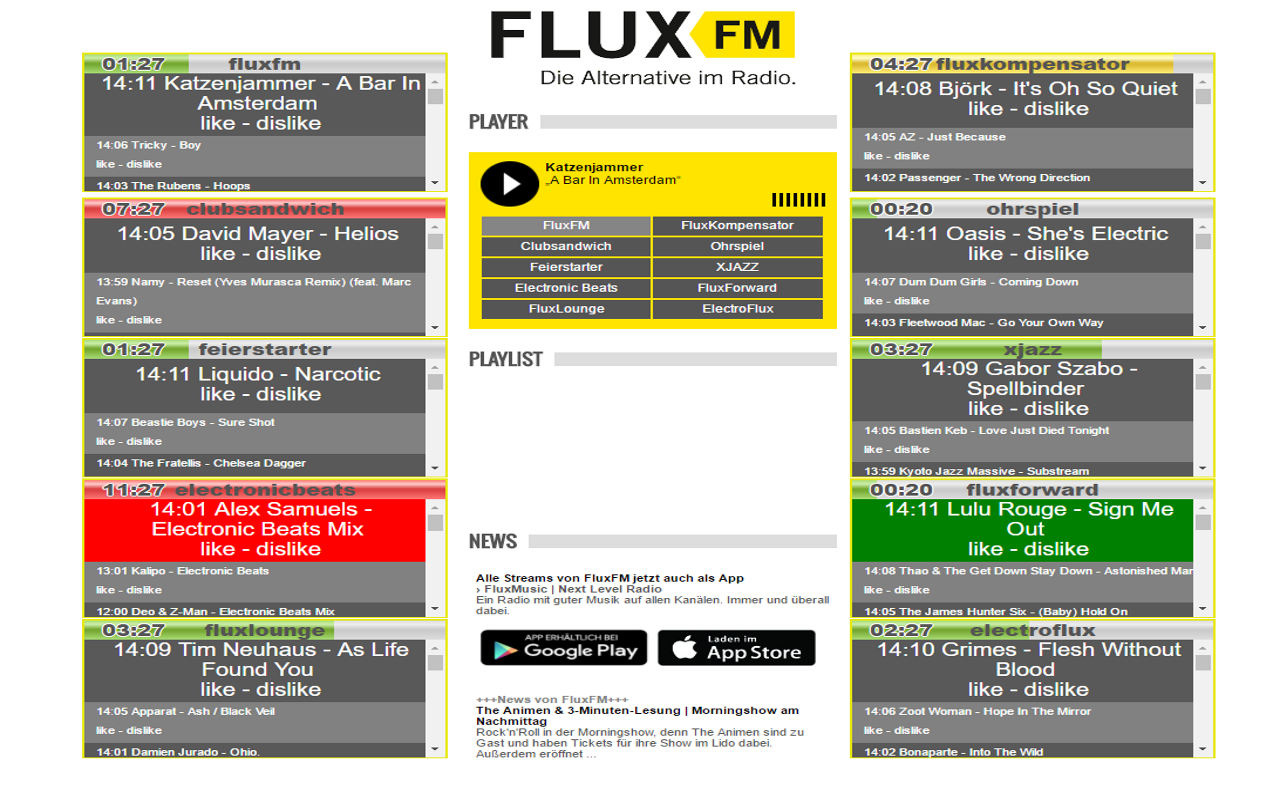 FLUX FM
Die Alternative im Radio.
01:27 fluxfm
14:11 Katzenjammer - A Bar In
Amsterdam
like - dislike
14:06 Tricky - Boy
like - dislike
14:03 The Rubens - Hoops
07:27 clubsandwich
14:05 David Mayer - Helios
like - dislike
13:59 Namy - Reset (Yves Murasca Remix) (feat. Marc
Evans)
like - dislike
01:27 feierstarter
14:11 Liquido - Narcotic
like - dislike
14:07 Beastie Boys - Sure Shot
like - dislike
14:04 The Fratellis - Chelsea Dagger
11:27 electronicbeats
14:01 Alex Samuels -
Electronic Beats Mix
like - dislike
13:01 Kalipo - Electronic Beats
like - dislike
12:00 Deo & Z-Man - Electronic Beats Mix
03:27 fluxlounge
14:09 Tim Neuhaus - As Life
Found You
like - dislike
14:05 Apparat - Ash / Black Veil
like - dislike
14:01 Damien Jurado - Ohio.
PLAYER
Katzenjammer
„A Bar In Amsterdam“
FluxFM FluxKompensator
Clubsandwich Ohrspiel
Feierstarter XJAZZ
Electronic Beats FluxForward
FluxLounge ElectroFlux
PLAYLIST
NEWS
Alle Streams von FluxFM jetzt auch als App
› FluxMusic | Next Level Radio
Ein Radio mit guter Musik auf allen Kanälen. Immer und überall
dabei.
APP ERHÄLTLICH BEI
Google Play
Laden im
App Store
+++News von FluxFM+++
The Animen & 3-Minuten-Lesung | Morningshow am
Nachmittag
Rock'n'Roll in der Morningshow, denn The Animen sind zu
Gast und haben Tickets für ihre Show im Lido dabei.
Außerdem eröffnet ...
04:27 fluxkompensator
14:08 Björk - It's Oh So Quiet
like - dislike
14:05 AZ - Just Because
like - dislike
14:02 Passenger - The Wrong Direction
00:20 ohrspiel
14:11 Oasis - She's Electric
like - dislike
14:07 Dum Dum Girls - Coming Down
like - dislike
14:03 Fleetwood Mac - Go Your Own Way
03:27 xjazz
14:09 Gabor Szabo -
Spellbinder
like - dislike
14:05 Bastien Keb - Love Just Died Tonight
like - dislike
13:59 Kyoto Jazz Massive - Substream
00:20 fluxforward
14:11 Lulu Rouge - Sign Me
Out
like - dislike
14:08 Thao & The Get Down Stay Down - Astonished Mar
like - dislike
14:05 The James Hunter Six - (Baby) Hold On
02:27 electroflux
14:10 Grimes - Flesh Without
Blood
like - dislike
14:06 Zoot Woman - Hope In The Mirror
like - dislike
14:02 Bonaparte - Into The Wild